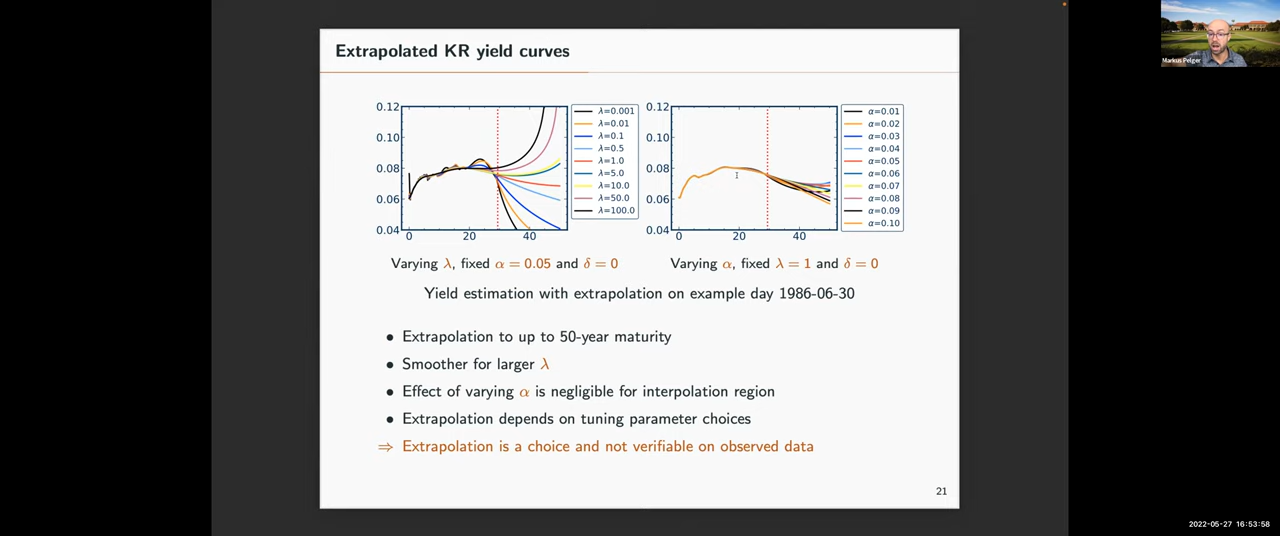 Extrapolated KR yield curves
0.12
0.10
0.08
0.06
0.04
0
20
40
λ=0.001
λ=0.01
λ=0.1
λ=0.5
λ=1.0
λ=5.0
λ=10.0
λ=50.0
λ=100.0
0.12
0.10
0.08
0.06
0.04
0
20
40
α=0.01
α=0.02
α=0.03
α=0.04
α=0.05
α=0.06
α=0.07
α=0.08
α=0.09
α=0.10
Varying λ, fixed α = 0.05 and δ = 0
Varying α, fixed λ = 1 and δ = 0
Yield estimation with extrapolation on example day 1986-06-30
• Extrapolation to up to 50-year maturity
• Smoother for larger λ
• Effect of varying α is negligible for interpolation region
• Extrapolation depends on tuning parameter choices
⇒ Extrapolation is a choice and not verifiable on observed data
21
Markus Pelger
2022-05-27 16:53:58